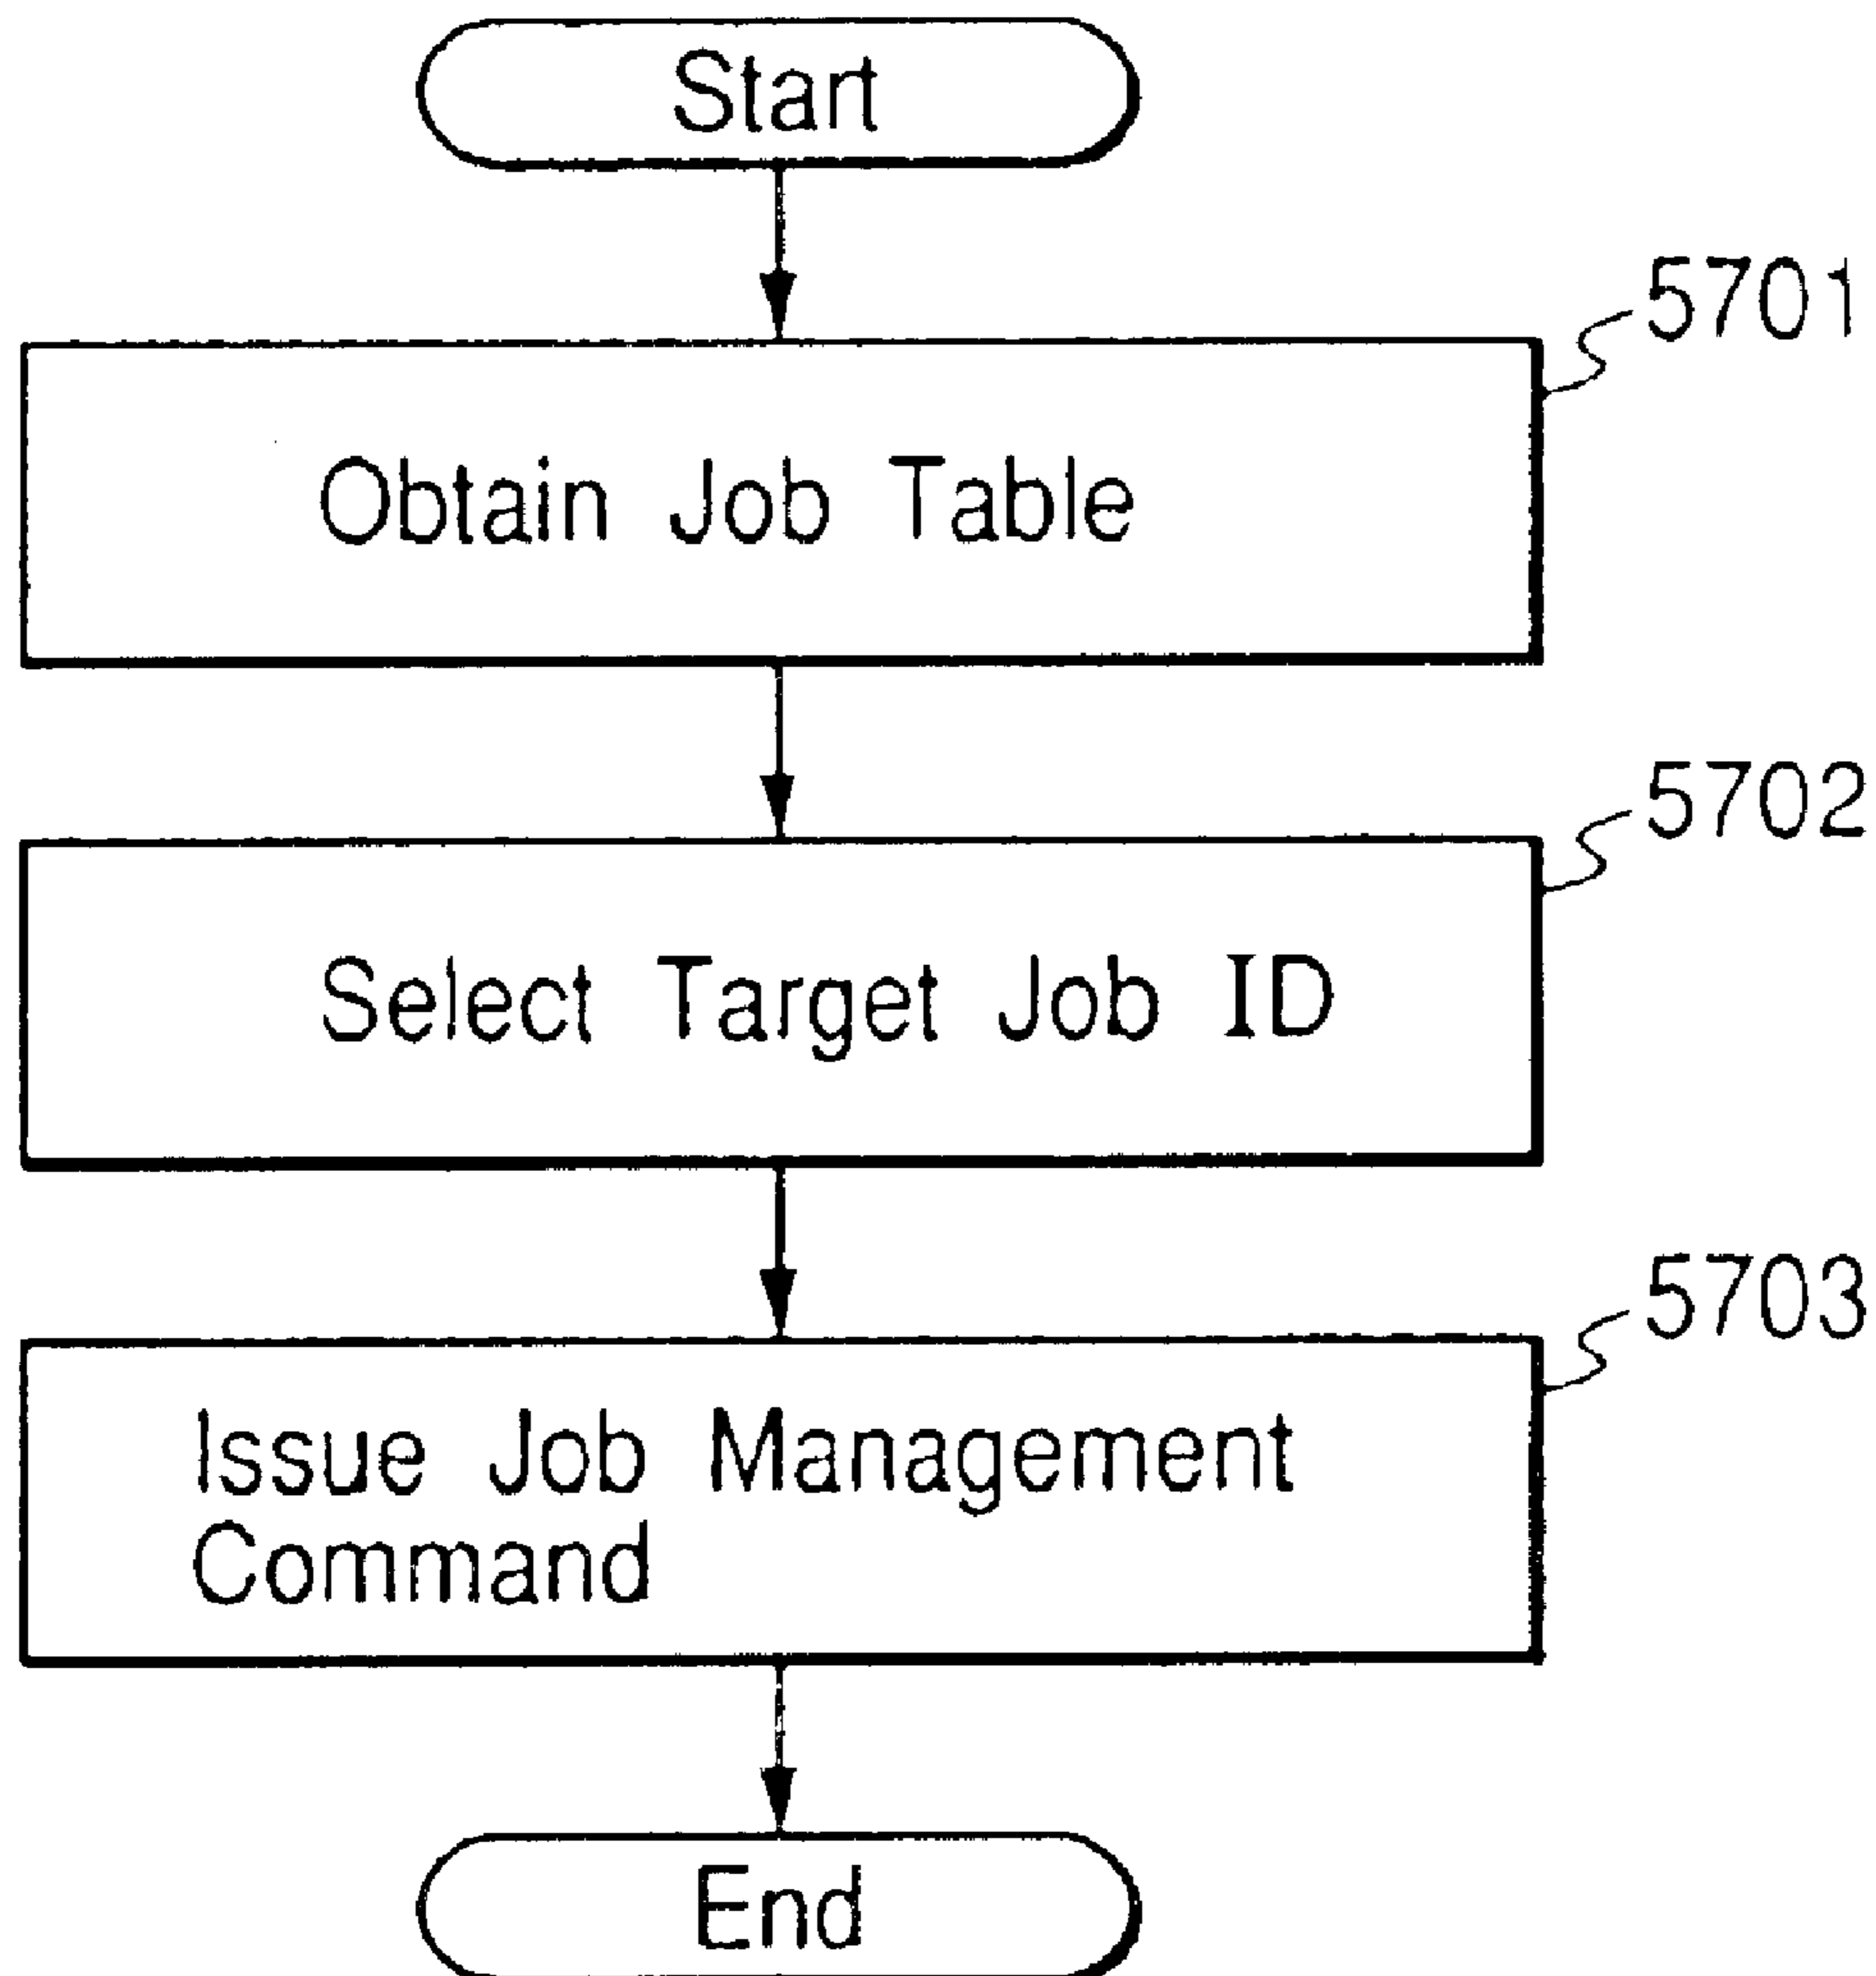 Start
5701
Obtain Job Table
5702
Select Target Job ID
5703
Issue Job Management
Command
End